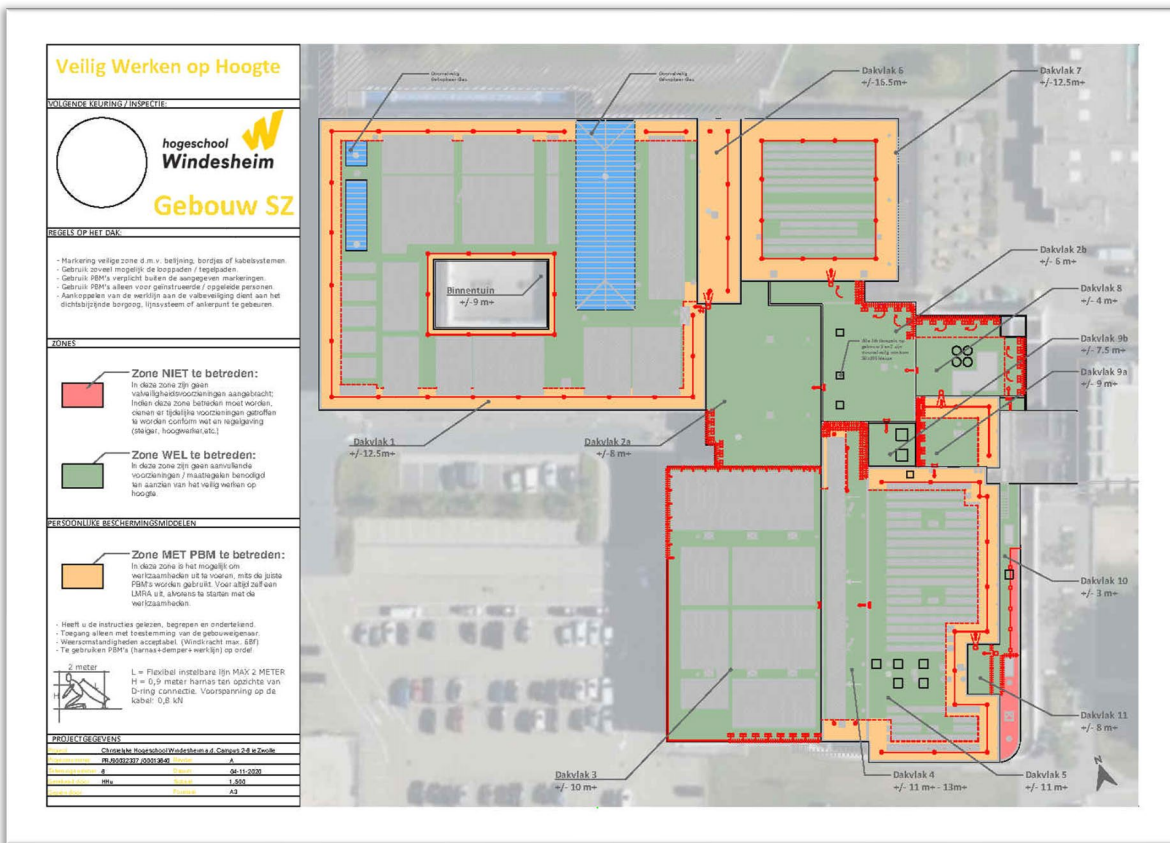 Veilig Werken op Hoogte
VOLGENDE KEURING / INSPECTIE:
hogeschool
Windesheim
Gebouw SZ
REGELS OP HET DAK:
- Markering veilige zone d.m.v. belijning, bordjes of kabelsystemen.
- Gebruik zoveel mogelijk de looppaden / tegelpaden.
- Gebruik PBM's verplicht buiten de aangegeven markeringen.
- Gebruik PBM's alleen voor geïnstrueerde / opgeleide personen.
- Aankoppelen van de werklijn aan de valbeveiliging dient aan het
dichtsbijzijnde borgoog, lijnsysteem of ankerpunt te gebeuren.
ZONES
Zone NIET te betreden:
In deze zone zijn geen
valveiligheidsvoorzieningen aangebracht;
Indien deze zone betreden moet worden,
dienen er tijdelijke voorzieningen getroffen
te worden conform wet en regelgeving
(steiger, hoogwerker,etc.)
Zone WEL te betreden:
In deze zone zijn geen aanvullende
voorzieningen / maatregelen benodigd
ten aanzien van het veilig werken op
hoogte.
PERSOONLIJKE BESCHERMINGSMIDDELEN
Zone MET PBM te betreden:
In deze zone is het mogelijk om
werkzaamheden uit te voeren, mits de juiste
PBM's worden gebruikt. Voer altijd zelf een
LMRA uit, alvorens te starten met de
werkzaamheden.
- Heeft u de instructies gelezen, begrepen en ondertekend.
- Toegang alleen met toestemming van de gebouweigenaar.
- Weersomstandigheden acceptabel. (Windkracht max. 6Bf)
- Te gebruiken PBM's (harnas+demper+werklijn) op orde!
2 meter
H
L = Flexibel instelbare lijn MAX 2 METER
H = 0,9 meter harnas ten opzichte van
D-ring connectie. Voorspanning op de
kabel: 0,8 kN
PROJECTGEGEVENS
Christelijke Hogeschool Windesheim a.d. Campus 2-6 te Zwolle
A
6
04-11-2020
HHu
1:500
A3
Dakvlak 6
+/-16.5m+
Dakvlak 7
+/-12.5m+
Dakvlak 2b
+/- 6 m+
Dakvlak 8
+/- 4 m+
Dakvlak 9b
+/- 7.5 m+
Dakvlak 9a
+/- 9 m+
Binnentuin
+/-9 m+
Dakvlak 1
+/-12.5m+
Dakvlak 2a
+/-8 m+
Dakvlak 10
+/- 3 m+
Dakvlak 11
+/- 8 m+
Dakvlak 3
+/- 10 m+
Dakvlak 4
+/- 11 m+ - 13m+
Dakvlak 5
+/- 11 m+
N